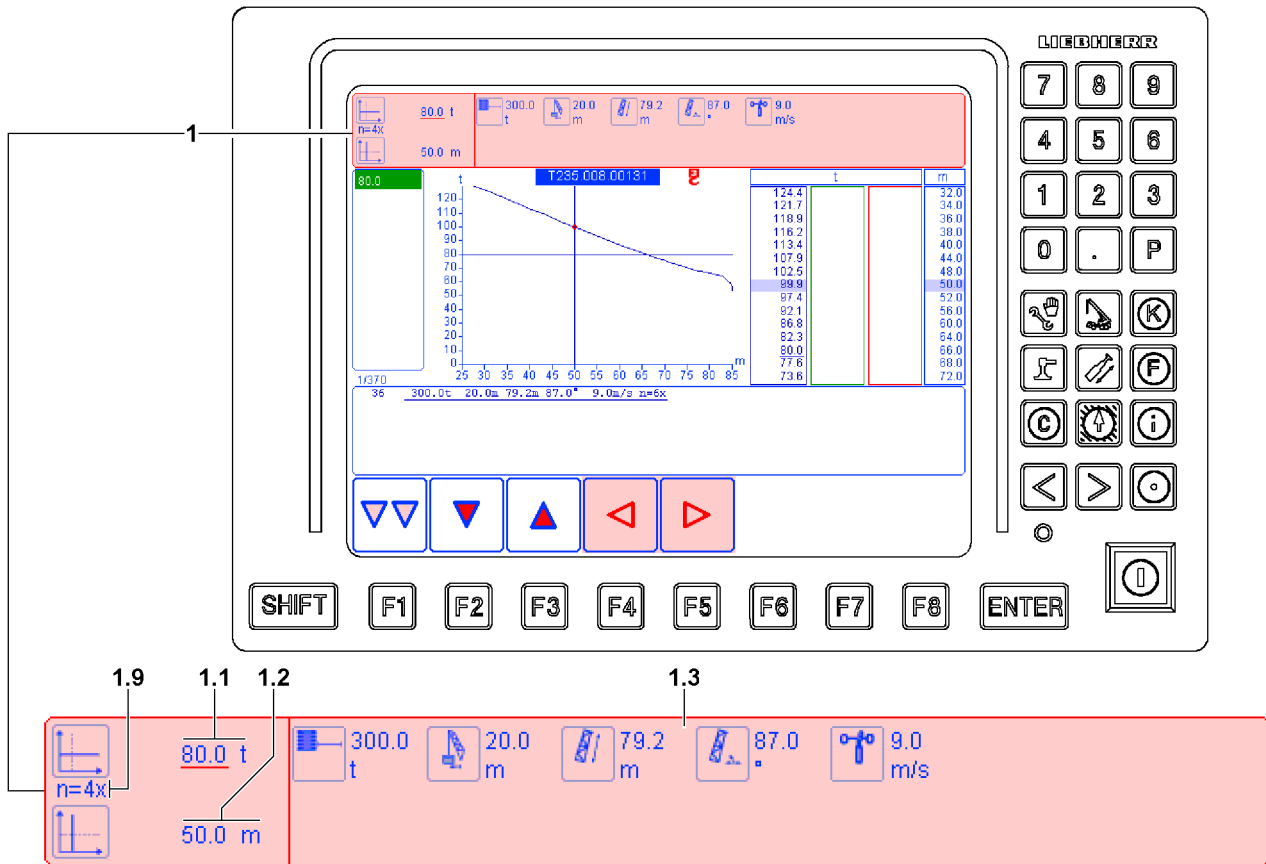 LIEBHERR
1
n=4x
80.0 t
50.0 m
300.0 t
20.0 m
79.2 m
87.0 °
9.0 m/s
80.0
1/370
T235.008.00131
t
120
110
100
90
80
70
60
50
40
30
20
10
0
25 30 35 40 45 50 55 60 65 70 75 80 85 m
t m
124.4 32.0
121.7 34.0
118.9 36.0
116.2 38.0
113.4 40.0
107.9 44.0
102.5 48.0
99.9 50.0
97.4 52.0
92.1 56.0
86.8 60.0
82.3 64.0
80.0 66.0
77.6 68.0
73.6 72.0
36 300.0t 20.0m 79.2m 87.0° 9.0m/s n=6x
7 8 9
4 5 6
1 2 3
0 . P
K
F
C i
< >
SHIFT F1 F2 F3 F4 F5 F6 F7 F8 ENTER
1.9 1.1 1.2 1.3
n=4x
80.0 t
50.0 m
300.0 t
20.0 m
79.2 m
87.0 °
9.0 m/s